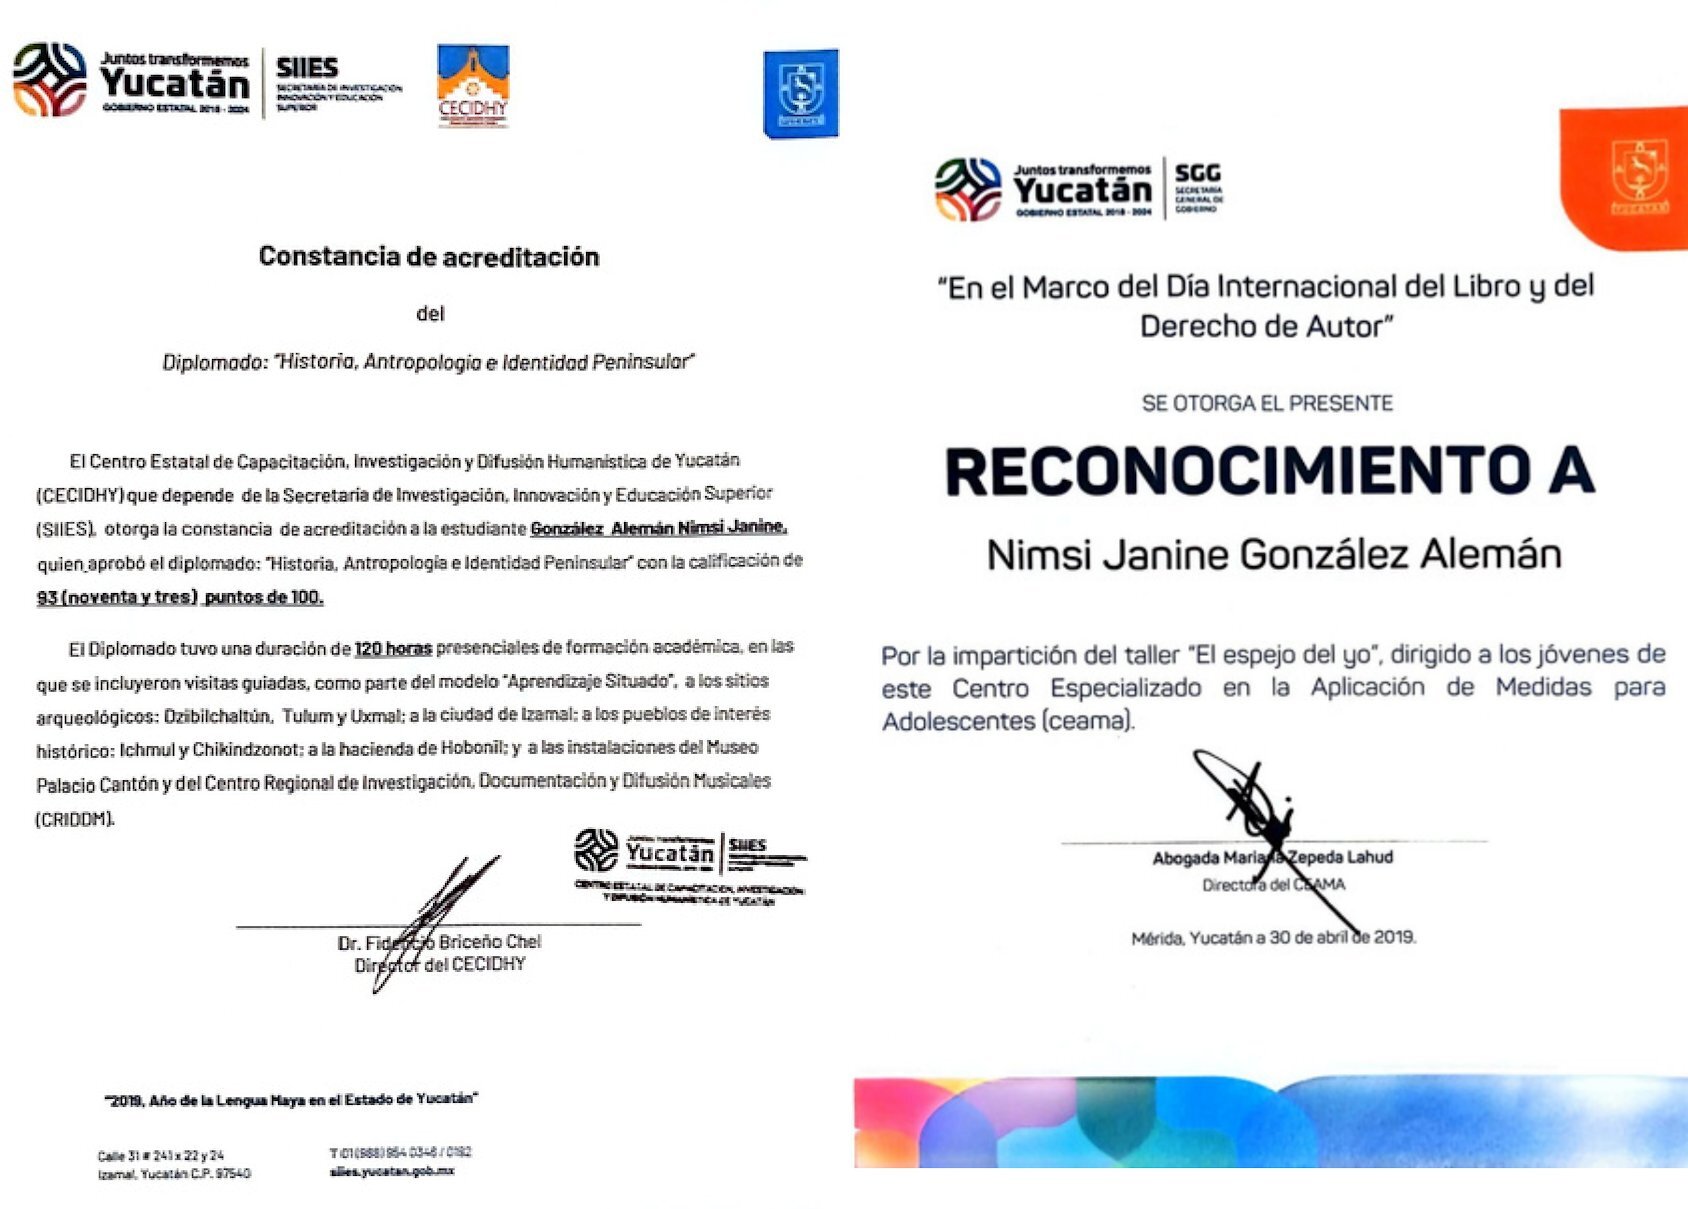 Juntos transformemos
Yucatán
GOBIERNO ESTATAL 2018 - 2024
SIIES
SECRETARÍA DE INVESTIGACIÓN
INNOVACIÓN Y EDUCACIÓN
SUPERIOR
CECIDHY
Constancia de acreditación
del
Diplomado: "Historia, Antropología e Identidad Peninsular"
El Centro Estatal de Capacitación, Investigación y Difusión Humanística de Yucatán
(CECIDHY) que depende de la Secretaría de Investigación, Innovación y Educación Superior
(SIIES), otorga la constancia de acreditación a la estudiante González Alemán Nimsi Janine,
quien aprobó el diplomado: "Historia, Antropología e Identidad Peninsular" con la calificación de
93 (noventa y tres) puntos de 100.
El Diplomado tuvo una duración de 120 horas presenciales de formación académica, en las
que se incluyeron visitas guiadas, como parte del modelo "Aprendizaje Situado", a los sitios
arqueológicos: Dzibilchaltún, Tulum y Uxmal; a la ciudad de Izamal; a los pueblos de interés
histórico: Ichmul y Chikindzonot; a la hacienda de Hobonil; y a las instalaciones del Museo
Palacio Cantón y del Centro Regional de Investigación, Documentación y Difusión Musicales
(CRIDDM).
Yucatán
SIIES
CENTRO ESTATAL DE CAPACITACION, INVESTIGACIÓN
Y DIFUSIÓN HUMANISTICA DE YUCATÁN
Dr. Fidencio Briceño Chel
Director del CECIDHY
"2019, Año de la Lengua Maya en el Estado de Yucatán"
Calle 31 # 241 x 22 y 24
Izamal, Yucatán C.P. 97540
T 01 (988) 954 0346 / 0192
siies.yucatan.gob.mx
Juntos transformemos
Yucatán
GOBIERNO ESTATAL 2018 - 2024
SGG
SECRETARÍA
GENERAL DE
GOBIERNO
YUCATÁN
"En el Marco del Día Internacional del Libro y del
Derecho de Autor"
SE OTORGA EL PRESENTE
RECONOCIMIENTO A
Nimsi Janine González Alemán
Por la impartición del taller "El espejo del yo", dirigido a los jóvenes de
este Centro Especializado en la Aplicación de Medidas para
Adolescentes (ceama).
Abogada Mariana Zepeda Lahud
Directora del CEAMA
Mérida, Yucatán a 30 de abril de 2019.